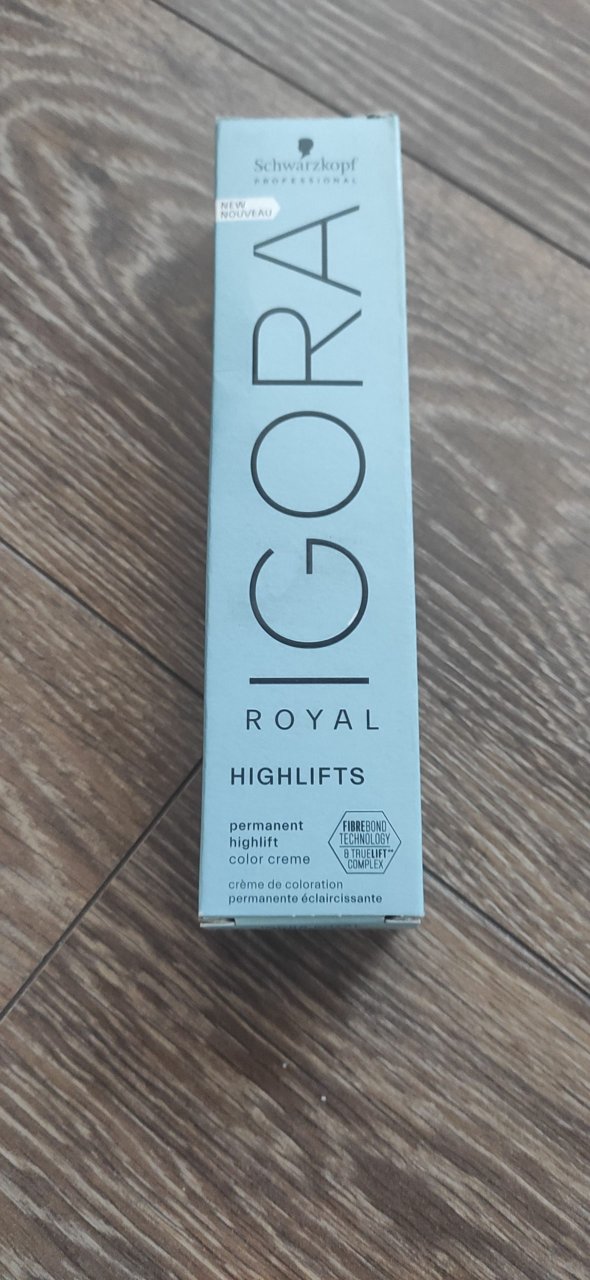 Schwarzkopf
PROFESSIONAL
NEW
NOUVEAU
IGORA
ROYAL
HIGHLIFTS
permanent
highlift
color creme
FIBREBOND
TECHNOLOGY
& TRUELIFT™
COMPLEX
crème de coloration
permanente éclaircissante